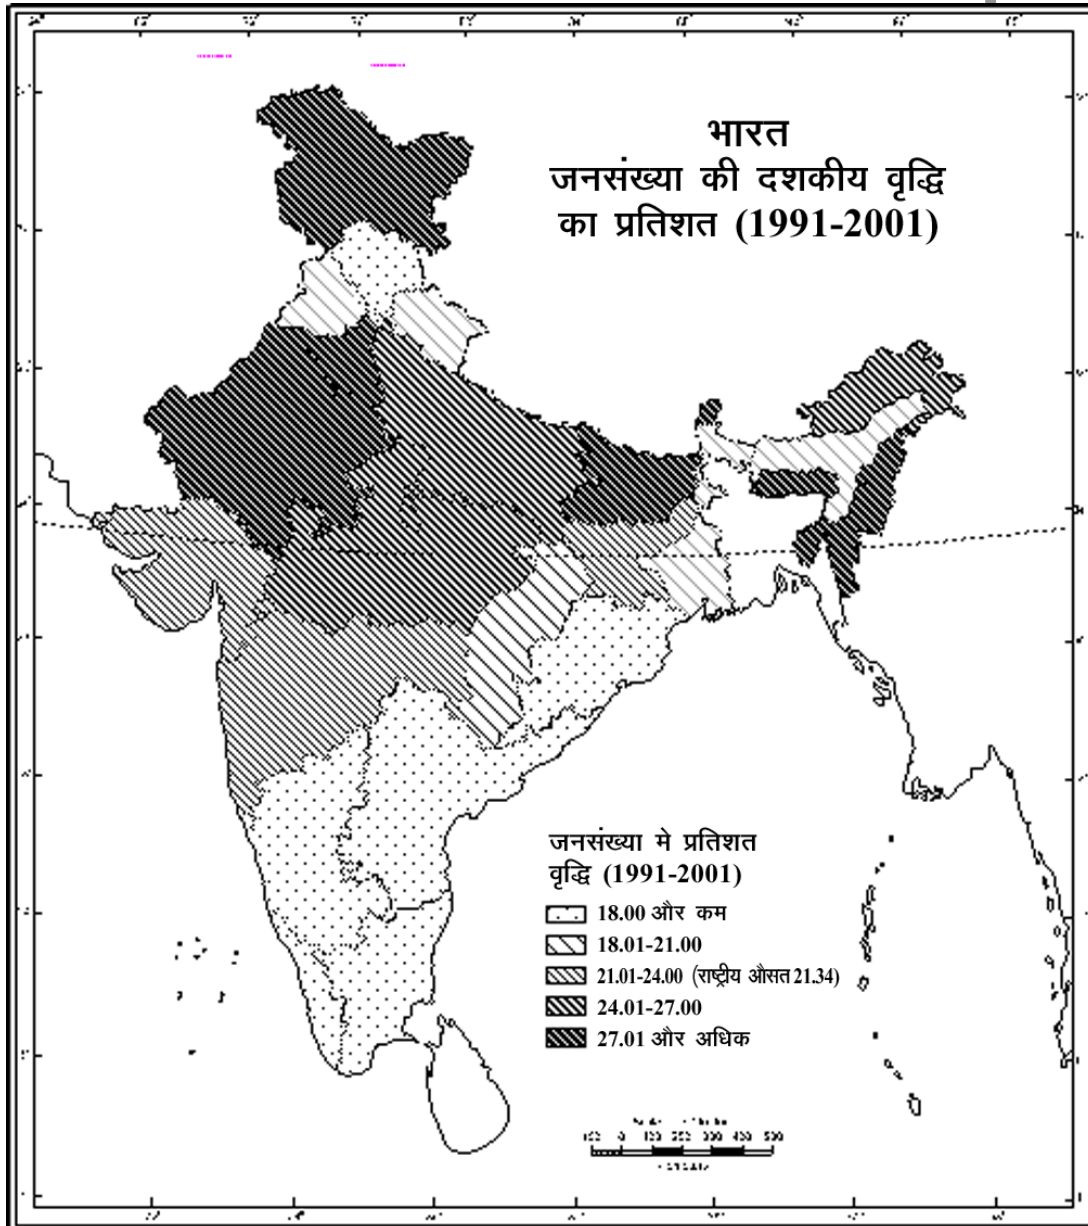 भारत
जनसंख्या की दशकीय वृद्धि
का प्रतिशत (1991-2001)
जनसंख्या मे प्रतिशत
वृद्धि (1991-2001)
18.00 और कम
18.01-21.00
21.01-24.00 (राष्ट्रीय औसत 21.34)
24.01-27.00
27.01 और अधिक